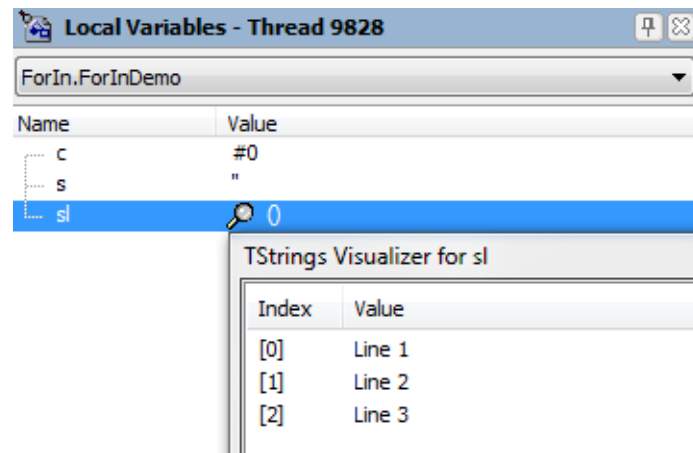 Local Variables - Thread 9828
ForIn.ForInDemo
Name Value
c #0
s ''
sl ()
TStrings Visualizer for sl
Index Value
[0] Line 1
[1] Line 2
[2] Line 3